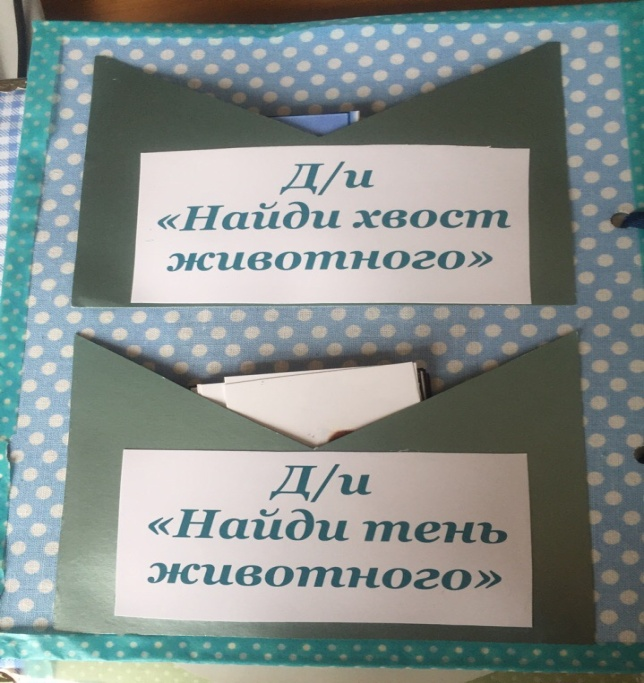 Д/и
«Найди хвост
животного»
Д/и
«Найди тень
животного»